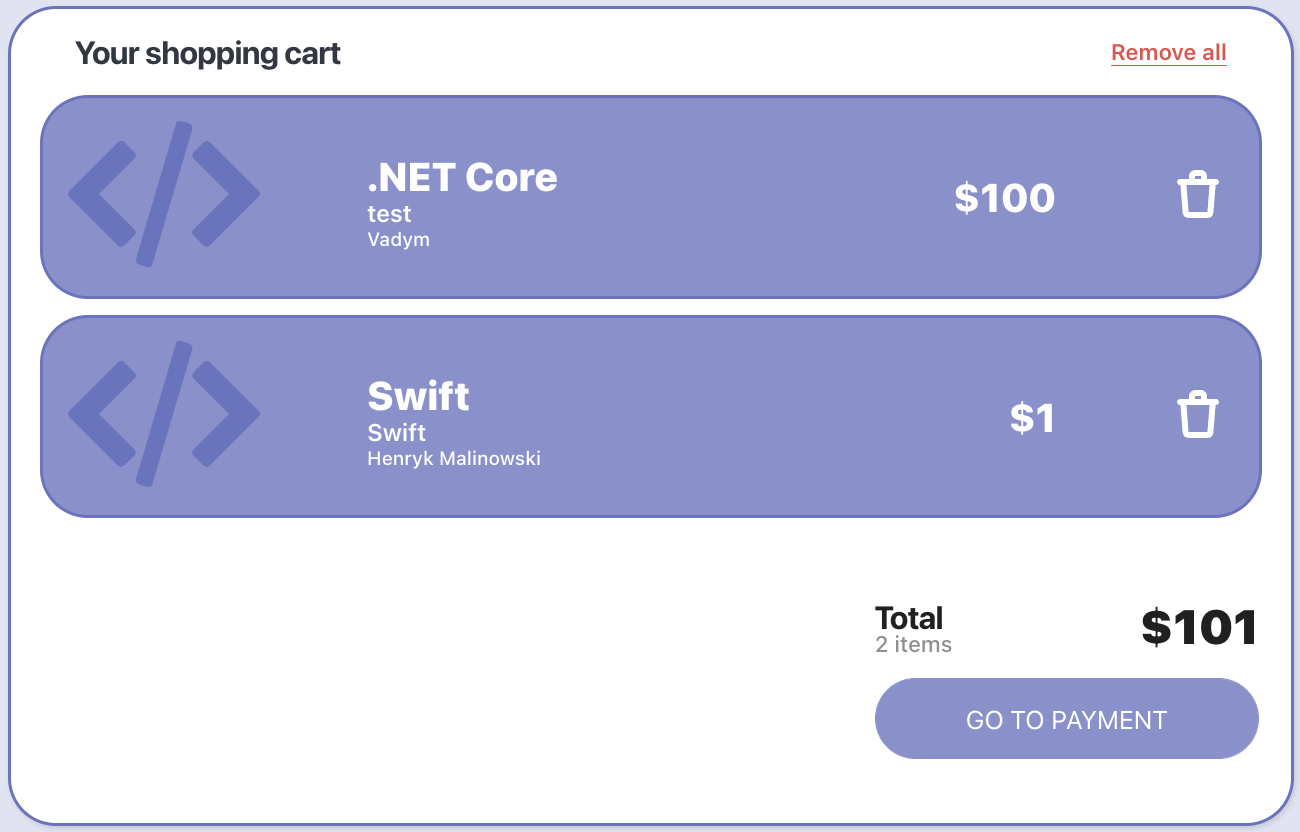 Your shopping cart
Remove all
.NET Core
test
Vadym
$100
Swift
Swift
Henryk Malinowski
$1
Total
2 items
$101
GO TO PAYMENT